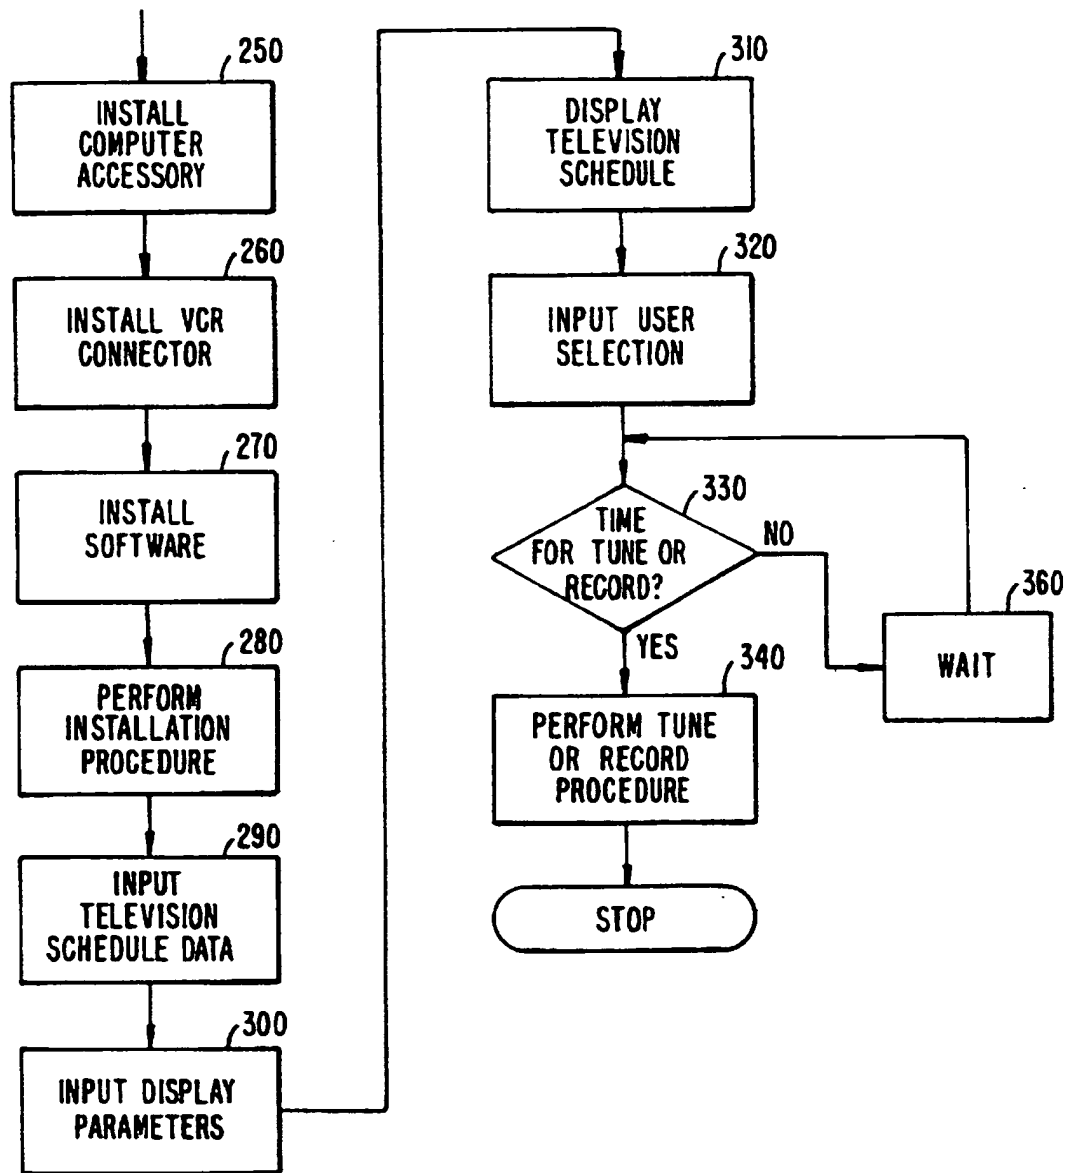 250
INSTALL
COMPUTER
ACCESSORY
260
INSTALL VCR
CONNECTOR
270
INSTALL
SOFTWARE
280
PERFORM
INSTALLATION
PROCEDURE
290
INPUT
TELEVISION
SCHEDULE DATA
300
INPUT DISPLAY
PARAMETERS
310
DISPLAY
TELEVISION
SCHEDULE
320
INPUT USER
SELECTION
330
TIME
FOR TUNE OR
RECORD?
NO
YES
360
WAIT
340
PERFORM TUNE
OR RECORD
PROCEDURE
STOP